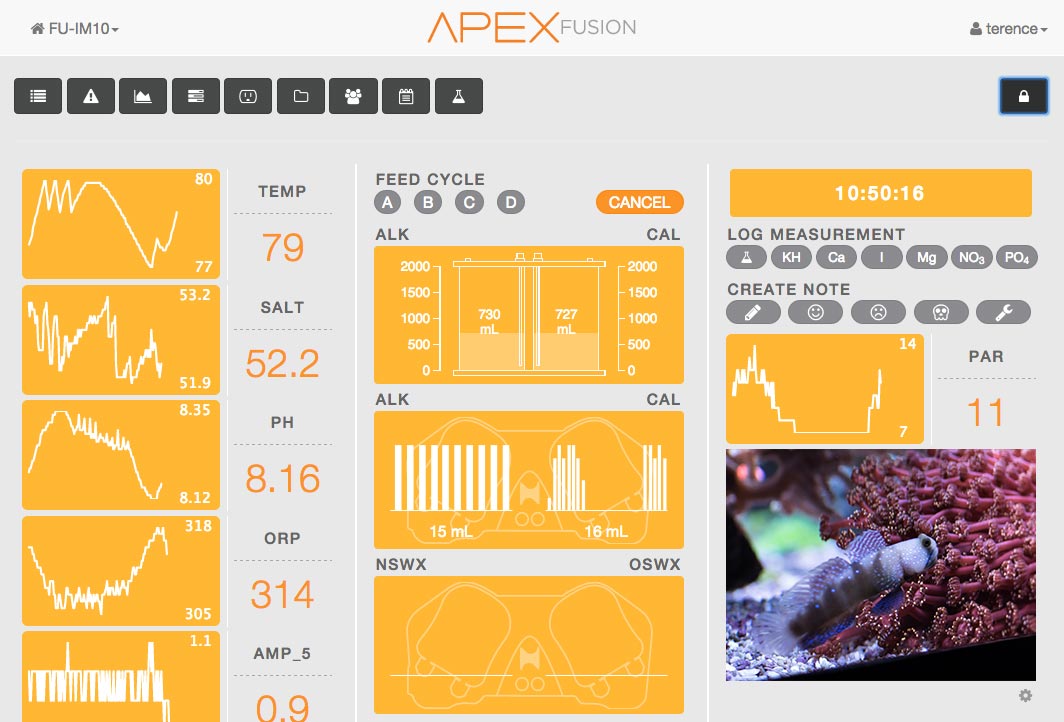 FU-IM10
APEX FUSION
terence
80
77
TEMP
79
53.2
51.9
SALT
52.2
8.35
8.12
PH
8.16
318
305
ORP
314
1.1
AMP_5
0.9
FEED CYCLE
A B C D CANCEL
ALK CAL
2000 2000
1500 1500
730 727
1000 mL mL 1000
500 500
0 0
ALK CAL
15 mL 16 mL
NSWX OSWX
10:50:16
LOG MEASUREMENT
KH Ca I Mg NO3 PO4
CREATE NOTE
14
7
PAR
11